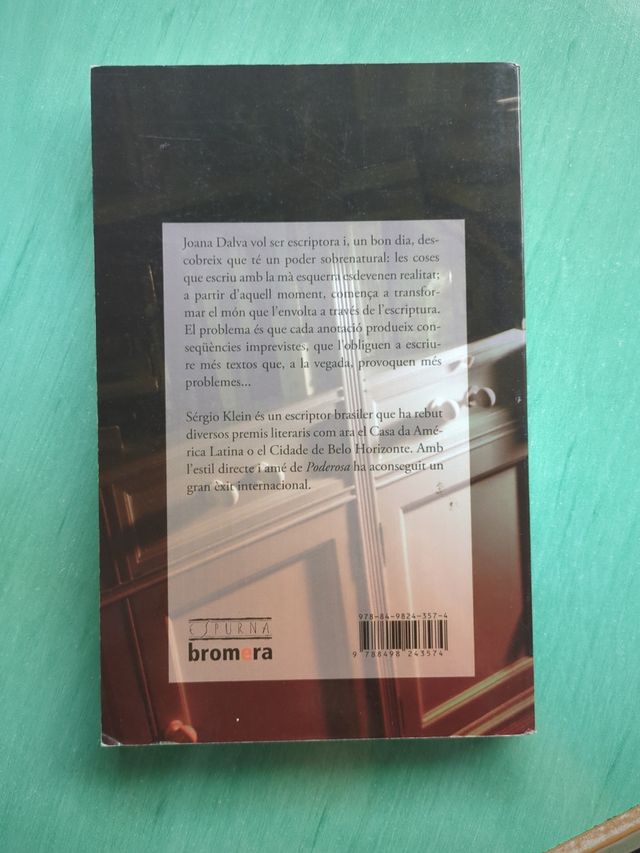 Joana Dalva vol ser escriptora i, un bon dia, des-
cobreix que té un poder sobrenatural: les coses
que escriu amb la mà esquerra esdevenen realitat;
a partir d'aquell moment, comença a transfor-
mar el món que l'envolta a través de l'escriptura.
El problema és que cada anotació produeix con-
seqüències imprevistes, que l'obliguen a escriu-
re més textos que, a la vegada, provoquen més
problemes...
Sérgio Klein és un escriptor brasiler que ha rebut
diversos premis literaris com ara el Casa da Amé-
rica Latina o el Cidade de Belo Horizonte. Amb
l'estil directe i amé de Poderosa ha aconseguit un
gran èxit internacional.
ESPURNA
bromera
978-84-9824-357-4
9 788498 243574